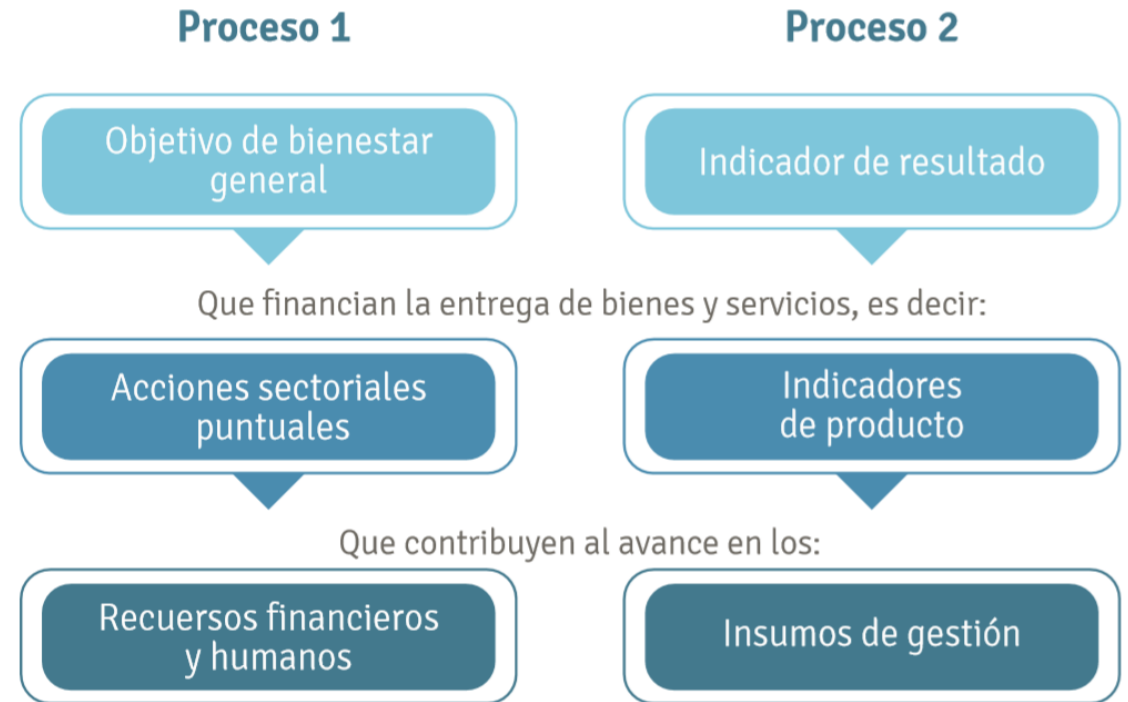 Proceso 1
Proceso 2
Objetivo de bienestar
general
Indicador de resultado
Que financian la entrega de bienes y servicios, es decir:
Acciones sectoriales
puntuales
Indicadores
de producto
Que contribuyen al avance en los:
Recuersos financieros
y humanos
Insumos de gestión